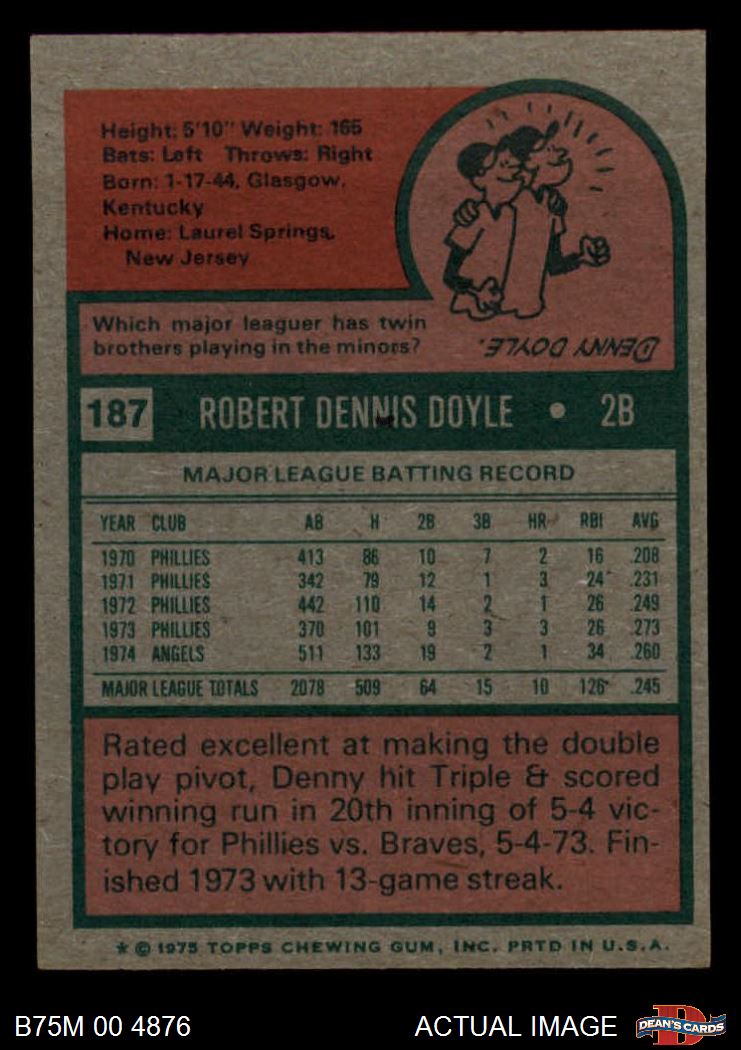 Height: 5'10" Weight: 165
Bats: Left Throws: Right
Born: 1-17-44, Glasgow,
Kentucky
Home: Laurel Springs,
New Jersey
Which major leaguer has twin
brothers playing in the minors?
DENNY DOYLE.
187 ROBERT DENNIS DOYLE • 2B
MAJOR LEAGUE BATTING RECORD
YEAR CLUB AB H 2B 3B HR RBI AVG
1970 PHILLIES 413 86 10 7 2 16 .208
1971 PHILLIES 342 79 12 1 3 24 .231
1972 PHILLIES 442 110 14 2 1 26 .249
1973 PHILLIES 370 101 9 3 3 26 .273
1974 ANGELS 511 133 19 2 1 34 .260
MAJOR LEAGUE TOTALS 2078 509 64 15 10 126 .245
Rated excellent at making the double
play pivot, Denny hit Triple & scored
winning run in 20th inning of 5-4 vic-
tory for Phillies vs. Braves, 5-4-73. Fin-
ished 1973 with 13-game streak.
* © 1975 TOPPS CHEWING GUM, INC. PRTD IN U.S.A.
B75M 00 4876 ACTUAL IMAGE D DEAN'S CARDS